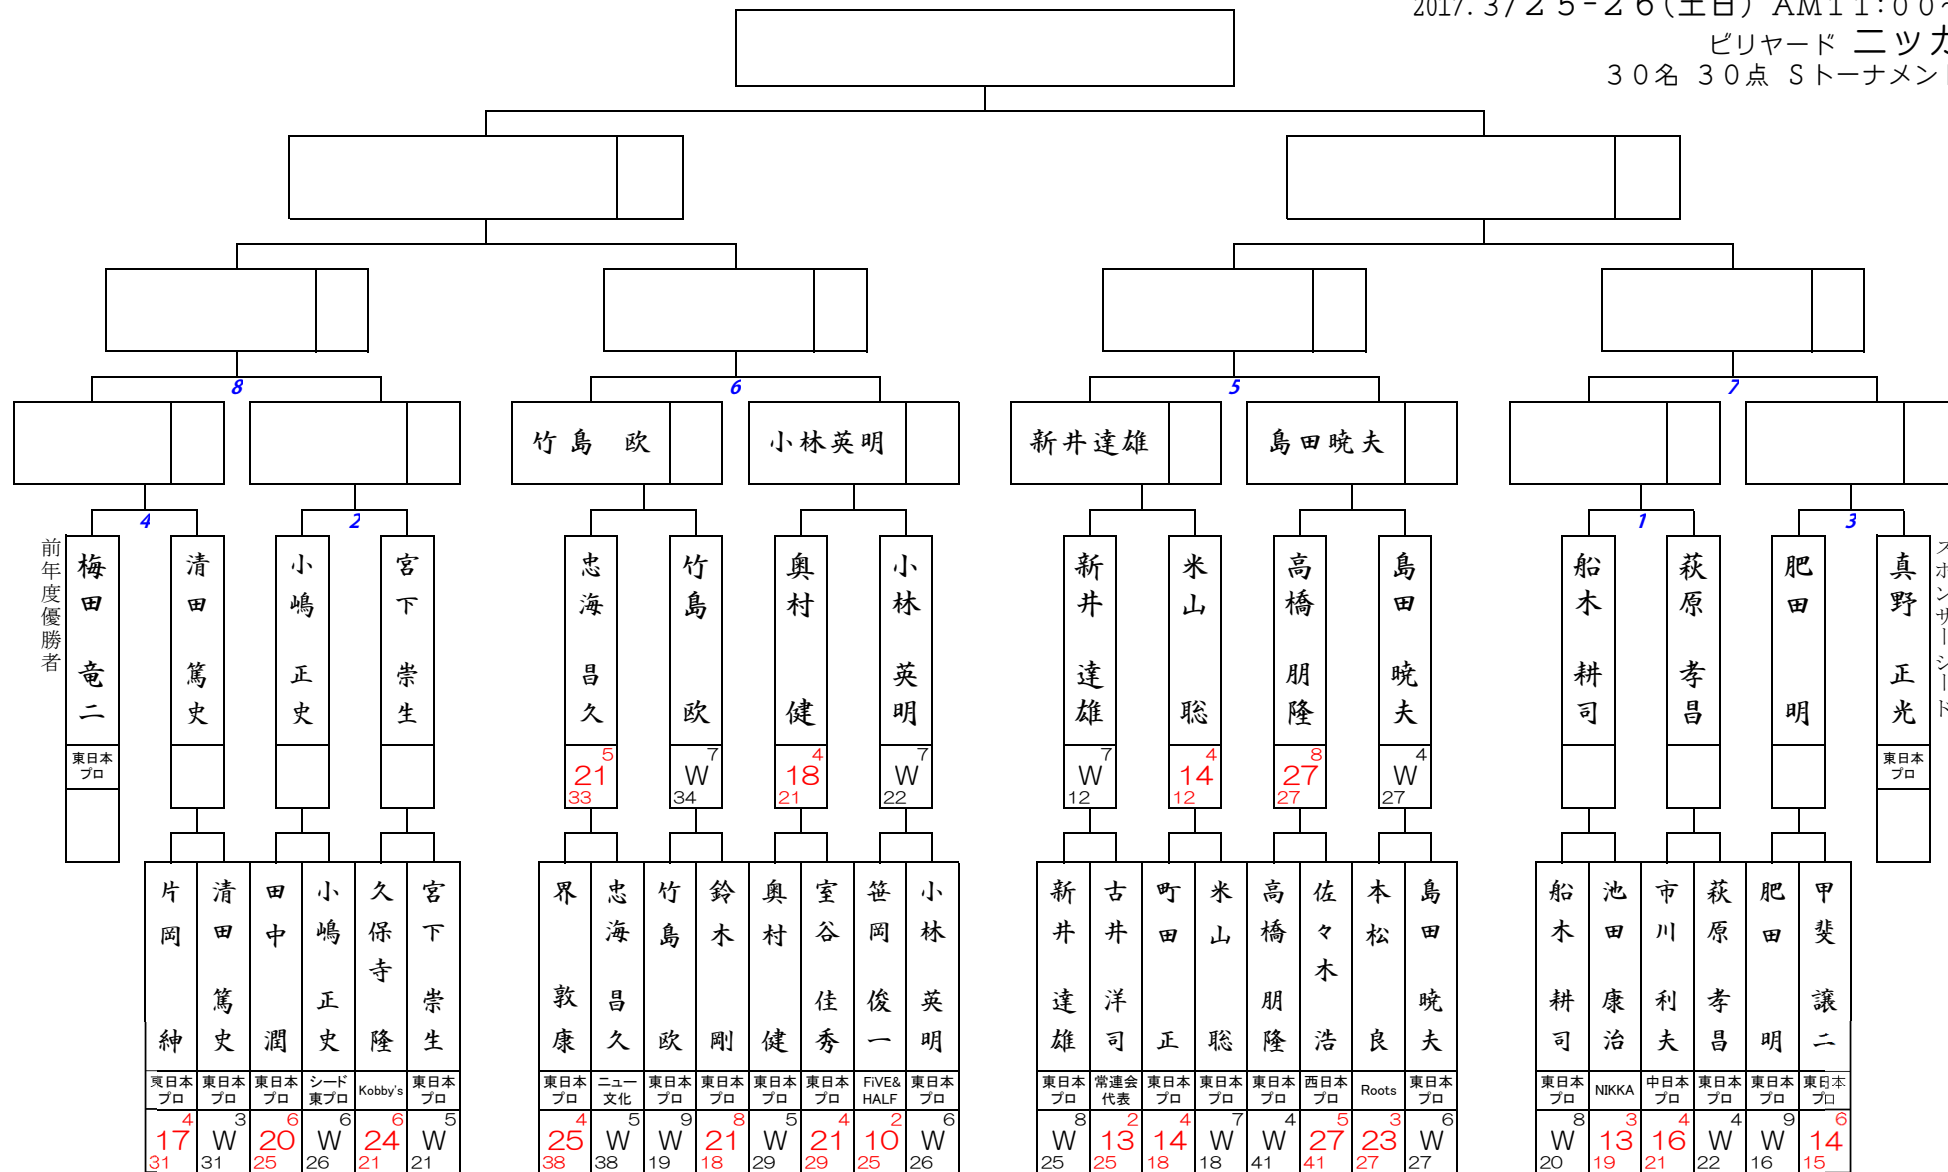 2017.3/25-26(土日) AM11:00~
ビリヤード ニッカ
30名 30点 Sトーナメント
8
6
5
7
竹島 欧
小林英明
新井達雄
島田暁夫
4
2
1
3
前年度優勝者
梅田 竜二
東日本
プロ
清田 篤史
小嶋 正史
宮下 崇生
忠海 昌久
5
21
33
竹島 欧
7
W
34
奥村 健
4
18
21
小林 英明
7
W
22
新井 達雄
7
W
12
米山 聡
4
14
12
高橋 朋隆
8
27
27
島田 暁夫
4
W
27
船木 耕司
萩原 孝昌
肥田 明
真野 正光
東日本
プロ
スポンサーシード
片岡 紳
東日本
プロ
4
17
31
清田 篤史
東日本
プロ
3
W
31
田中 潤
東日本
プロ
6
20
25
小嶋 正史
シード
東プロ
6
W
26
久保寺 隆
Kobby's
6
24
21
宮下 崇生
東日本
プロ
5
W
21
界 敦康
東日本
プロ
4
25
38
忠海 昌久
ニュー
文化
5
W
38
竹島 欧
東日本
プロ
9
W
19
鈴木 剛
東日本
プロ
8
21
18
奥村 健
東日本
プロ
5
W
29
室谷 佳秀
東日本
プロ
4
21
29
笹岡 俊一
FiVE&
HALF
2
10
25
小林 英明
東日本
プロ
6
W
26
新井 達雄
東日本
プロ
8
W
25
古井 洋司
常連会
代表
2
13
25
町田 正
東日本
プロ
4
14
18
米山 聡
東日本
プロ
7
W
18
高橋 朋隆
東日本
プロ
4
W
41
佐々木 浩
西日本
プロ
5
27
41
本松 良
Roots
3
23
27
島田 暁夫
東日本
プロ
6
W
27
船木 耕司
東日本
プロ
8
W
20
池田 康治
NIKKA
3
13
19
市川 利夫
中日本
プロ
4
16
21
萩原 孝昌
東日本
プロ
4
W
22
肥田 明
東日本
プロ
9
W
16
甲斐 譲二
東日本
プロ
6
14
15